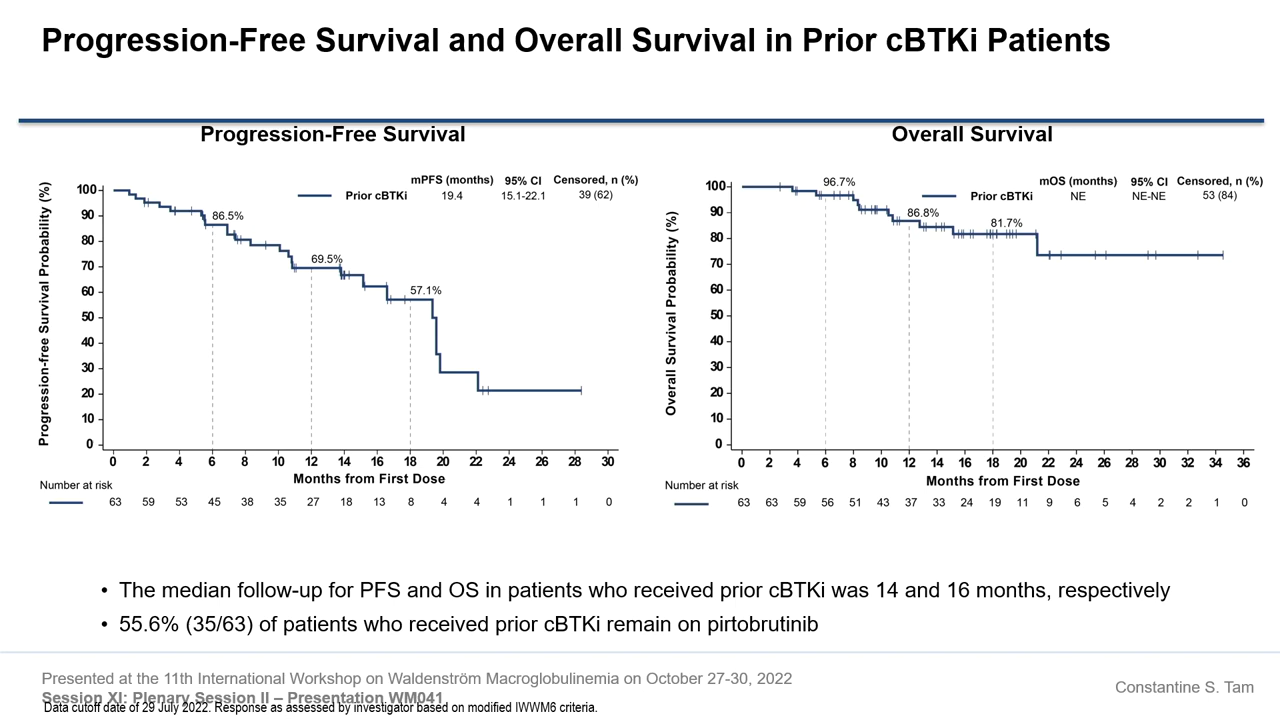 Progression-Free Survival and Overall Survival in Prior cBTKi Patients
Progression-Free Survival
Progression-free Survival Probability (%)
mPFS (months) 95% CI Censored, n (%)
Prior cBTKi 19.4 15.1-22.1 39 (62)
100
90
80
70
60
50
40
30
20
10
0
86.5%
69.5%
57.1%
0 2 4 6 8 10 12 14 16 18 20 22 24 26 28 30
Months from First Dose
Number at risk
63 59 53 45 38 35 27 18 13 8 4 4 1 1 1 0
Overall Survival
Overall Survival Probability (%)
mOS (months) 95% CI Censored, n (%)
Prior cBTKi NE NE-NE 53 (84)
100
90
80
70
60
50
40
30
20
10
0
96.7%
86.8%
81.7%
0 2 4 6 8 10 12 14 16 18 20 22 24 26 28 30 32 34 36
Months from First Dose
Number at risk
63 63 59 56 51 43 37 33 24 19 11 9 6 5 4 2 2 1 0
• The median follow-up for PFS and OS in patients who received prior cBTKi was 14 and 16 months, respectively
• 55.6% (35/63) of patients who received prior cBTKi remain on pirtobrutinib
Presented at the 11th International Workshop on Waldenström Macroglobulinemia on October 27-30, 2022
Session XI: Plenary Session II – Presentation WM041
Data cutoff date of 29 July 2022. Response as assessed by investigator based on modified IWWM6 criteria.
Constantine S. Tam